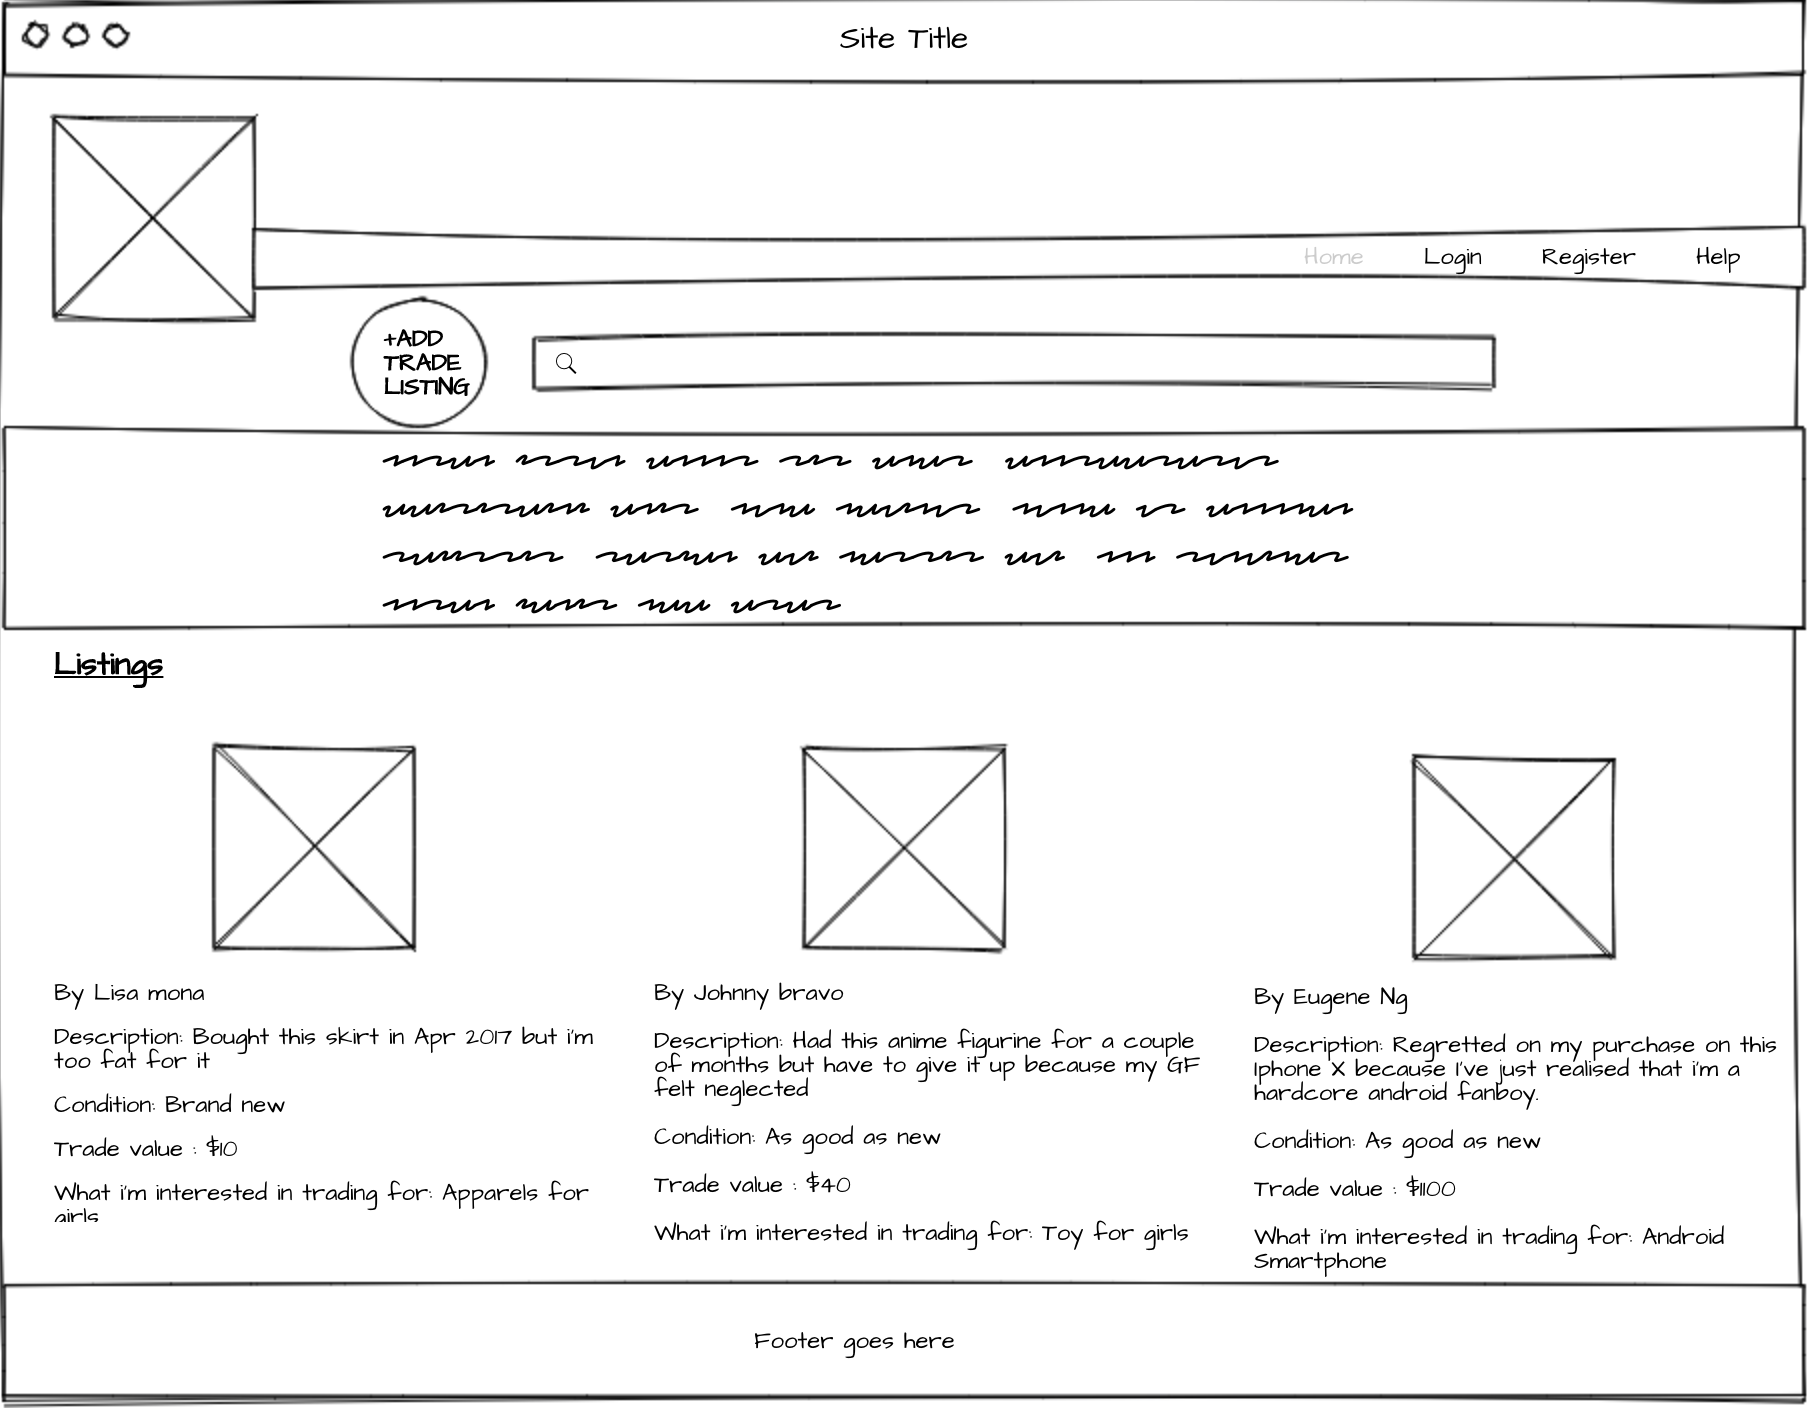 Site Title
Home Login Register Help
+ADD
TRADE
LISTING
Listings
By Lisa mona
Description: Bought this skirt in Apr 2017 but i'm
too fat for it
Condition: Brand new
Trade value : $10
What i'm interested in trading for: Apparels for
girls
By Johnny bravo
Description: Had this anime figurine for a couple
of months but have to give it up because my GF
felt neglected
Condition: As good as new
Trade value : $40
What i'm interested in trading for: Toy for girls
By Eugene Ng
Description: Regretted on my purchase on this
Iphone X because I've just realised that i'm a
hardcore android fanboy.
Condition: As good as new
Trade value : $1100
What i'm interested in trading for: Android
Smartphone
Footer goes here